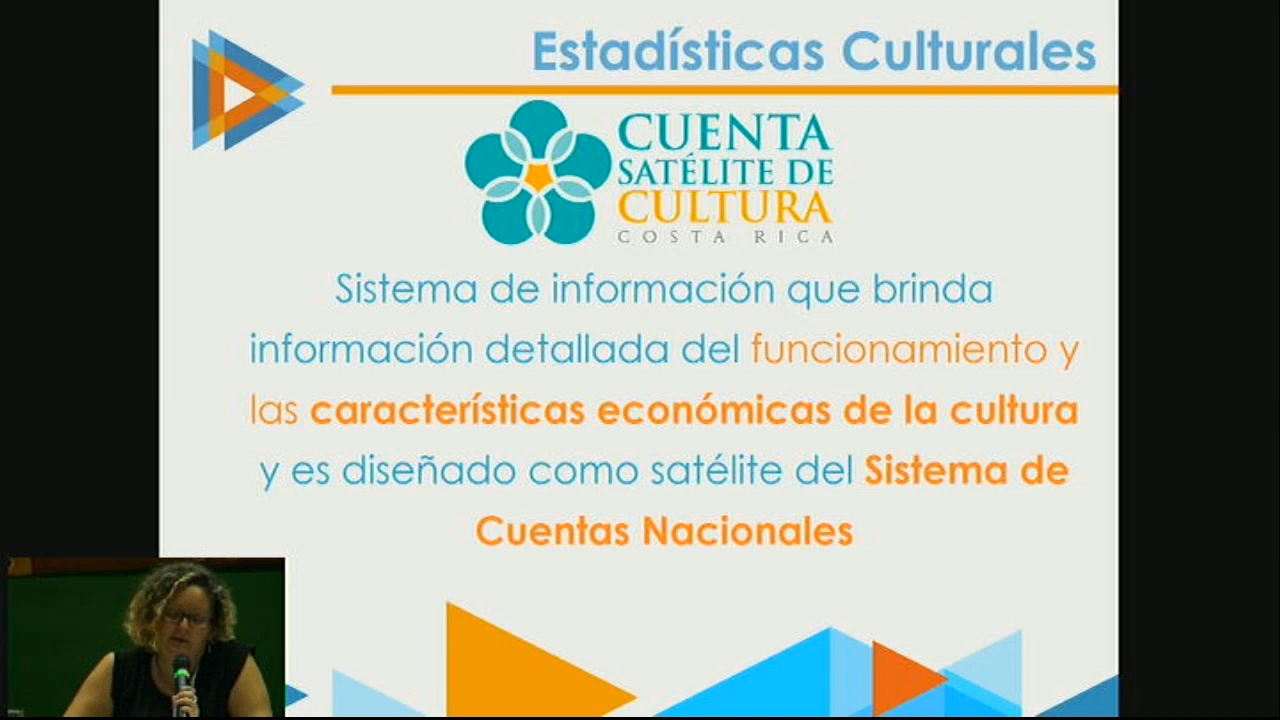 Estadísticas Culturales
CUENTA
SATÉLITE DE
CULTURA
COSTA RICA
Sistema de información que brinda
información detallada del funcionamiento y
las características económicas de la cultura
y es diseñado como satélite del Sistema de
Cuentas Nacionales